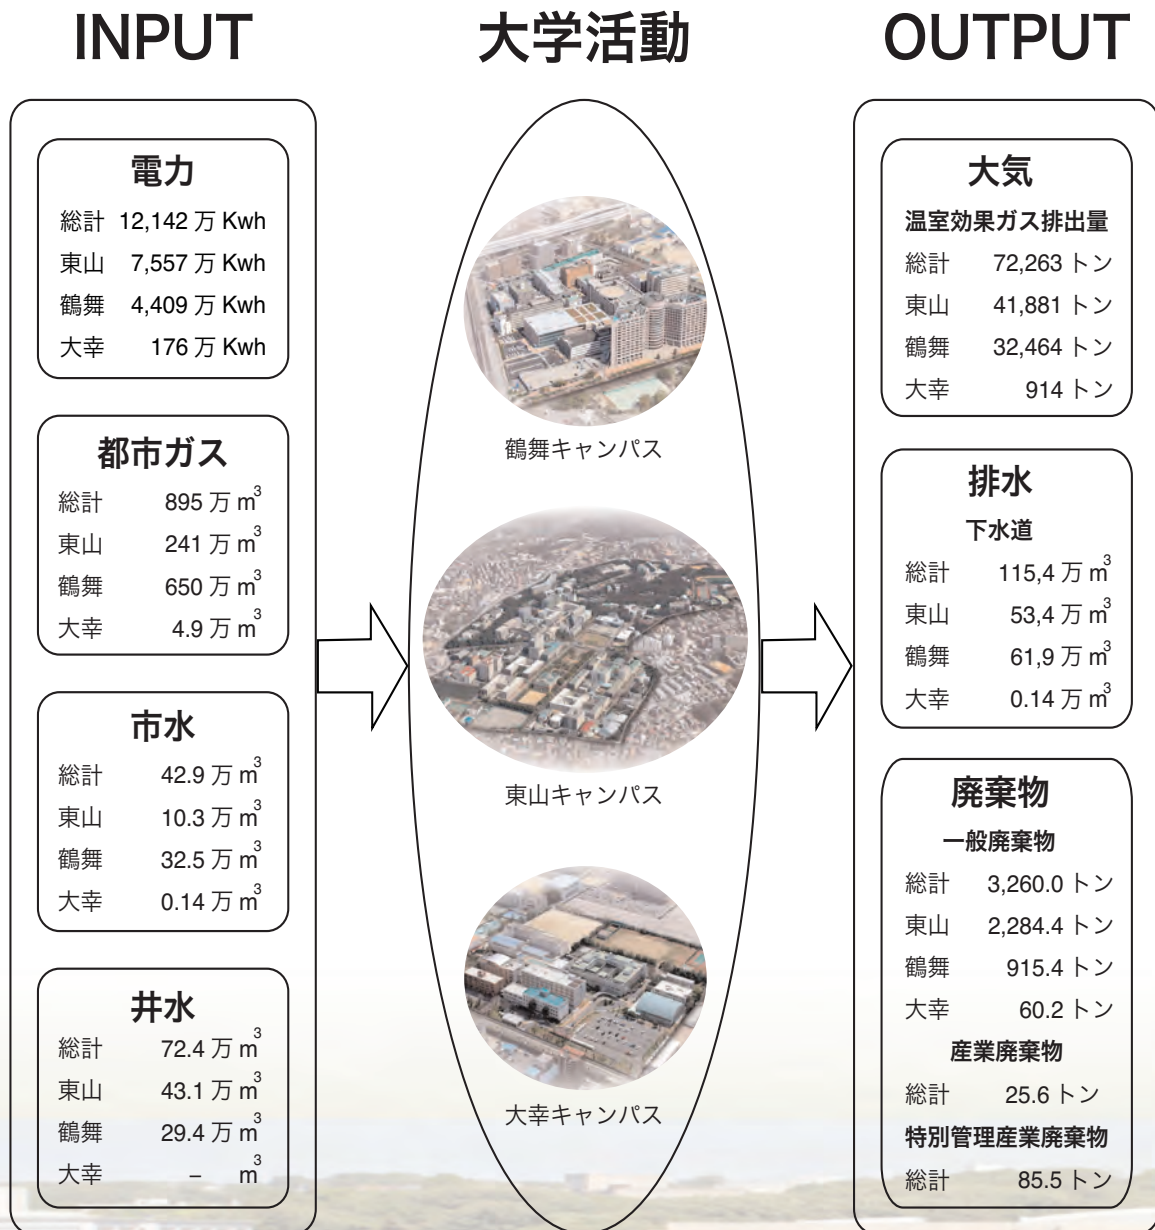 INPUT
電力
総計 12,142 万 Kwh
東山 7,557 万 Kwh
鶴舞 4,409 万 Kwh
大幸 176 万 Kwh
都市ガス
総計 895 万 m³
東山 241 万 m³
鶴舞 650 万 m³
大幸 4.9 万 m³
市水
総計 42.9 万 m³
東山 10.3 万 m³
鶴舞 32.5 万 m³
大幸 0.14 万 m³
井水
総計 72.4 万 m³
東山 43.1 万 m³
鶴舞 29.4 万 m³
大幸 － m³
大学活動
鶴舞キャンパス
東山キャンパス
大幸キャンパス
OUTPUT
大気
温室効果ガス排出量
総計 72,263 トン
東山 41,881 トン
鶴舞 32,464 トン
大幸 914 トン
排水
下水道
総計 115,4 万 m³
東山 53,4 万 m³
鶴舞 61,9 万 m³
大幸 0.14 万 m³
廃棄物
一般廃棄物
総計 3,260.0 トン
東山 2,284.4 トン
鶴舞 915.4 トン
大幸 60.2 トン
産業廃棄物
総計 25.6 トン
特別管理産業廃棄物
総計 85.5 トン